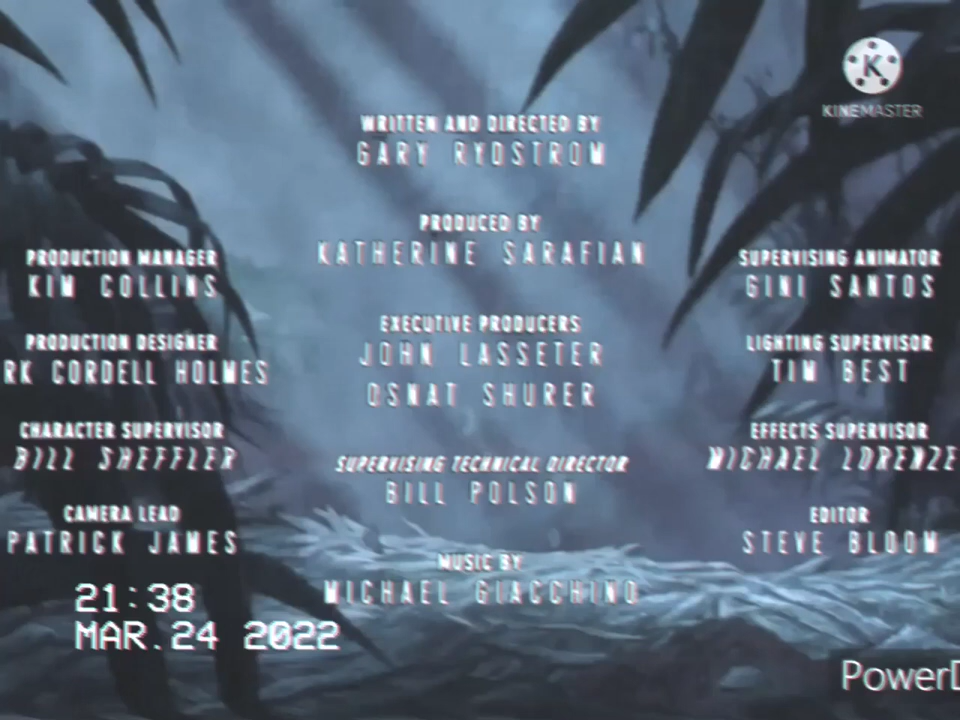 K
KINEMASTER
WRITTEN AND DIRECTED BY
GARY RYDSTROM
PRODUCED BY
KATHERINE SARAFIAN
EXECUTIVE PRODUCERS
JOHN LASSETER
OSNAT SHURER
SUPERVISING TECHNICAL DIRECTOR
BILL POLSON
MUSIC BY
MICHAEL GIACCHINO
PRODUCTION MANAGER
KIM COLLINS
PRODUCTION DESIGNER
RK CORDELL HOLMES
CHARACTER SUPERVISOR
BILL SHEFFLER
CAMERA LEAD
PATRICK JAMES
SUPERVISING ANIMATOR
GINI SANTOS
LIGHTING SUPERVISOR
TIM BEST
EFFECTS SUPERVISOR
MICHAEL LORENZE
EDITOR
STEVE BLOOM
21:38
MAR.24 2022
PowerD